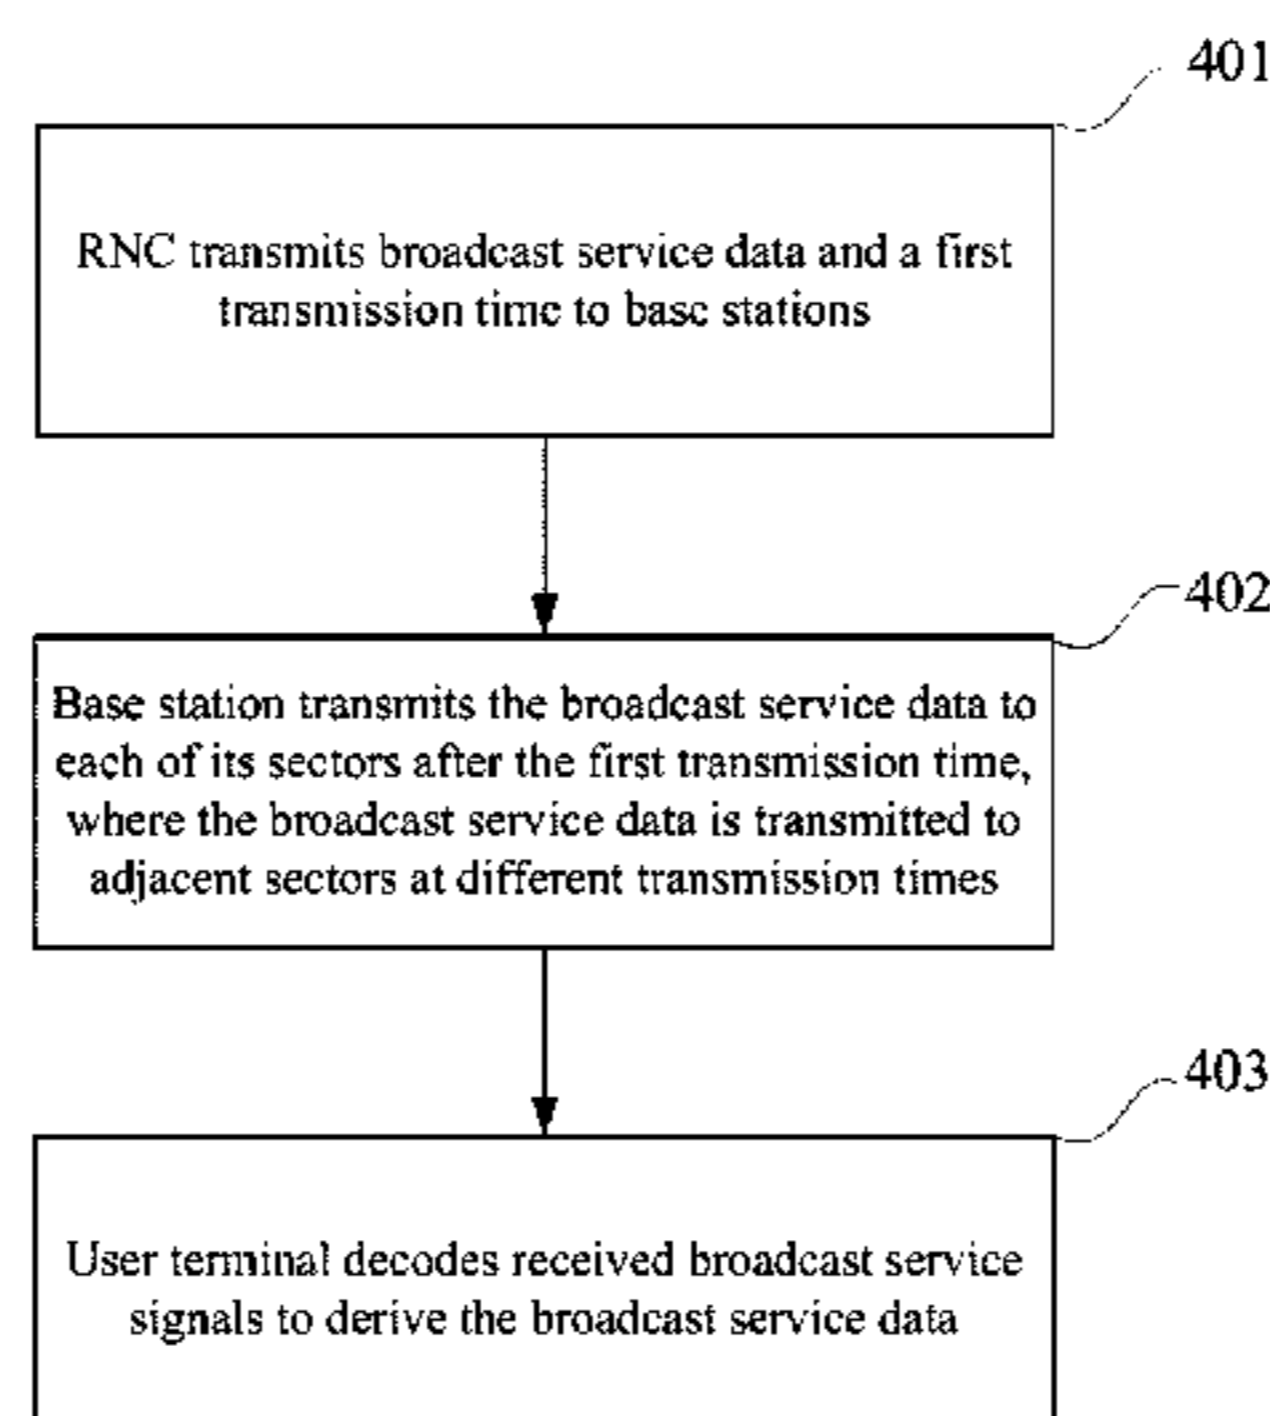 401
RNC transmits broadcast service data and a first
transmission time to base stations
402
Base station transmits the broadcast service data to
each of its sectors after the first transmission time,
where the broadcast service data is transmitted to
adjacent sectors at different transmission times
403
User terminal decodes received broadcast service
signals to derive the broadcast service data